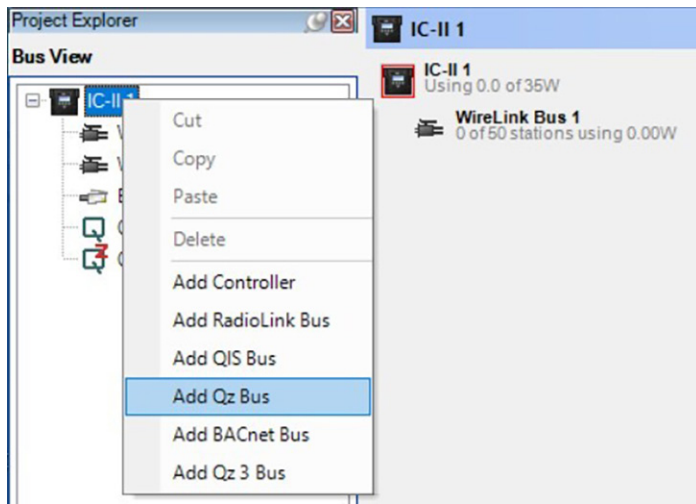 Project Explorer
Bus View
IC-II 1
Cut
Copy
Paste
Delete
Add Controller
Add RadioLink Bus
Add QIS Bus
Add Qz Bus
Add BACnet Bus
Add Qz 3 Bus
IC-II 1
IC-II 1
Using 0.0 of 35W
WireLink Bus 1
0 of 50 stations using 0.00W